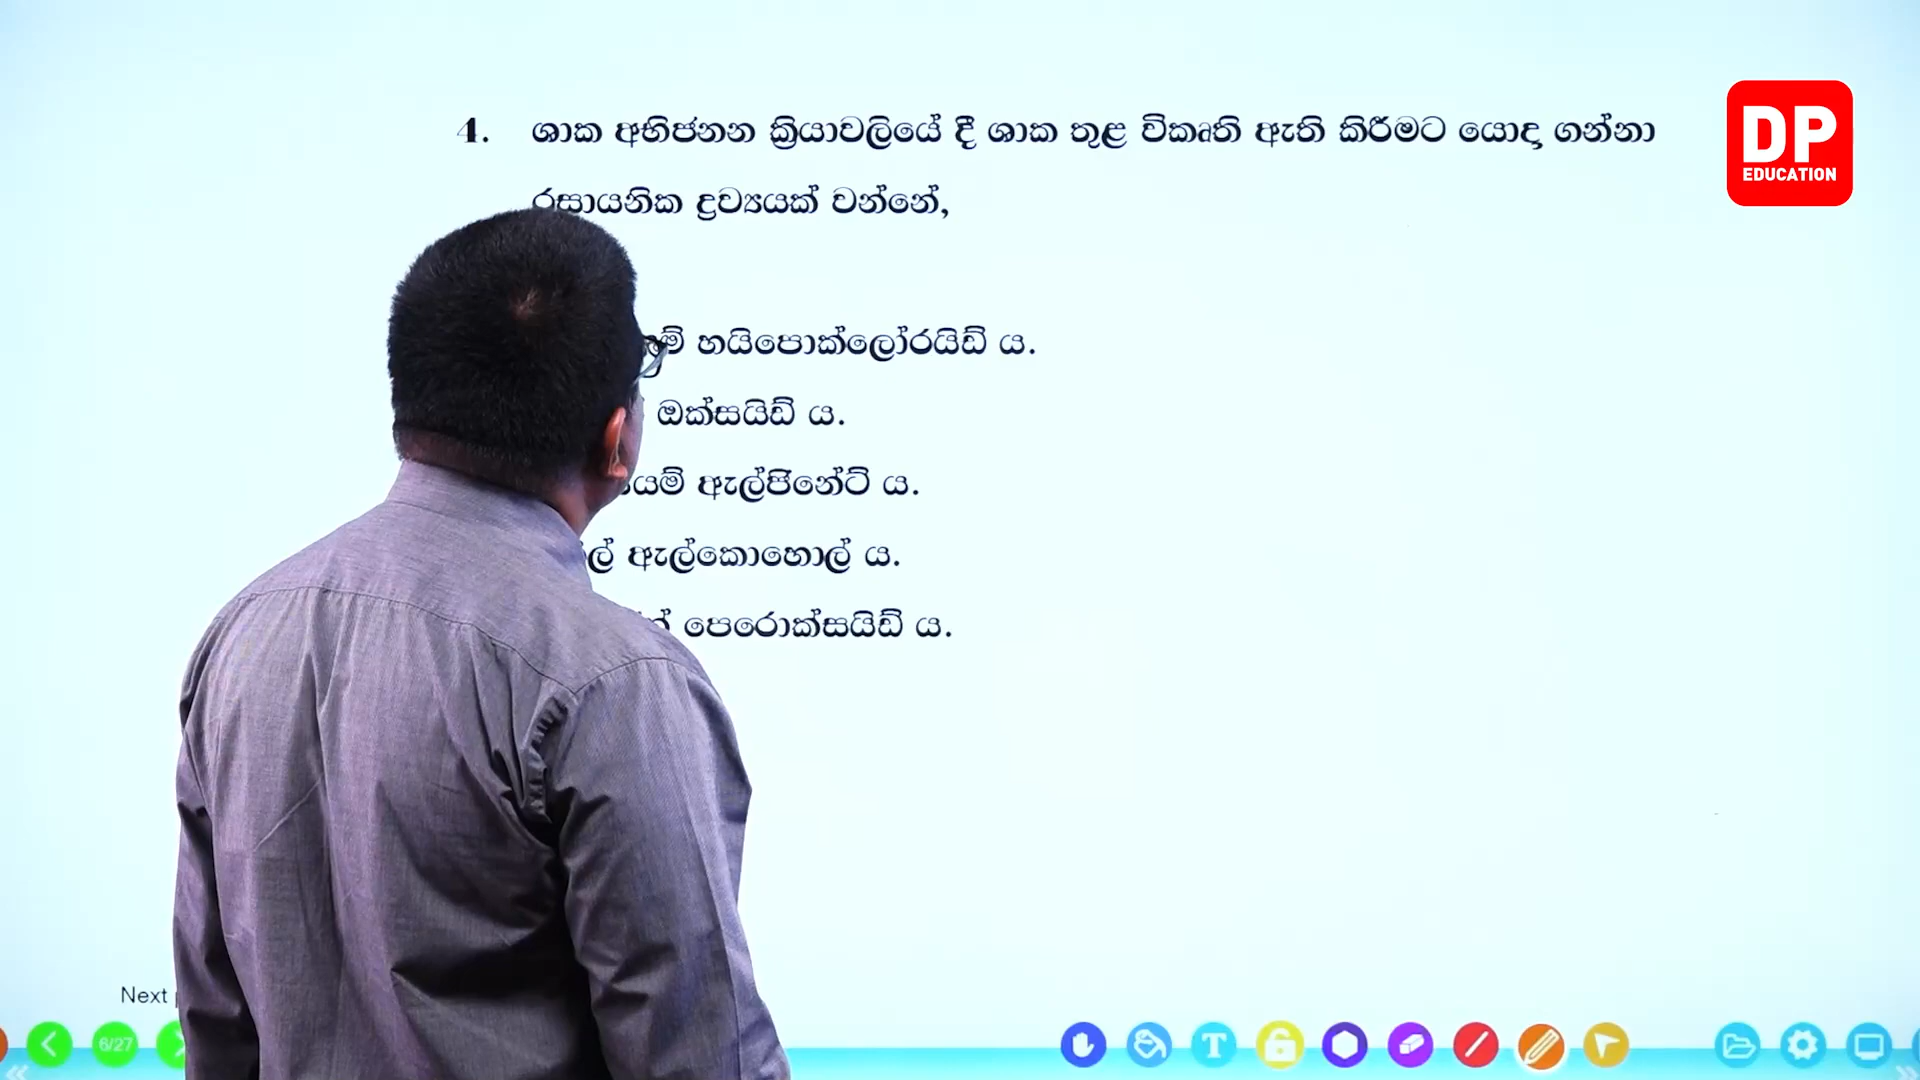 4. ශාක අභිජනන ක්‍රියාවලියේ දී ශාක තුළ විකෘති ඇති කිරීමට යොදා ගන්නා
රසායනික ද්‍රව්‍යයක් වන්නේ,
හයිපොක්ලෝරයිඩ් ය.
ඔක්සයිඩ් ය.
ඇල්ජිනේට් ය.
ඇල්කොහොල් ය.
පෙරොක්සයිඩ් ය.
DP
EDUCATION
Next
6/27
T